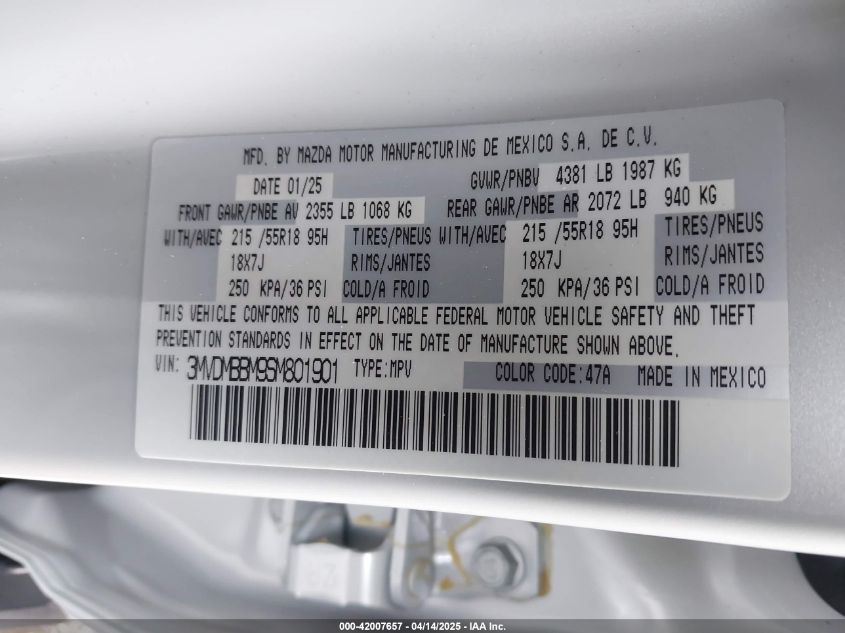 MFD. BY MAZDA MOTOR MANUFACTURING DE MEXICO S.A. DE C.V.
DATE 01/25 GVWR/PNBV 4381 LB 1987 KG
FRONT GAWR/PNBE AV 2355 LB 1068 KG REAR GAWR/PNBE AR 2072 LB 940 KG
WITH/AVEC 215 /55R18 95H TIRES/PNEUS WITH/AVEC 215 /55R18 95H TIRES/PNEUS
18X7J RIMS/JANTES 18X7J RIMS/JANTES
250 KPA/36 PSI COLD/A FROID 250 KPA/36 PSI COLD/A FROID
THIS VEHICLE CONFORMS TO ALL APPLICABLE FEDERAL MOTOR VEHICLE SAFETY AND THEFT
PREVENTION STANDARDS IN EFFECT ON THE DATE OF MANUFACTURE SHOWN ABOVE.
VIN: 3MVDMBBM9SM801901 TYPE:MPV COLOR CODE:47A MADE IN MEXICO
000-42007657 - 04/14/2025 - IAA Inc.